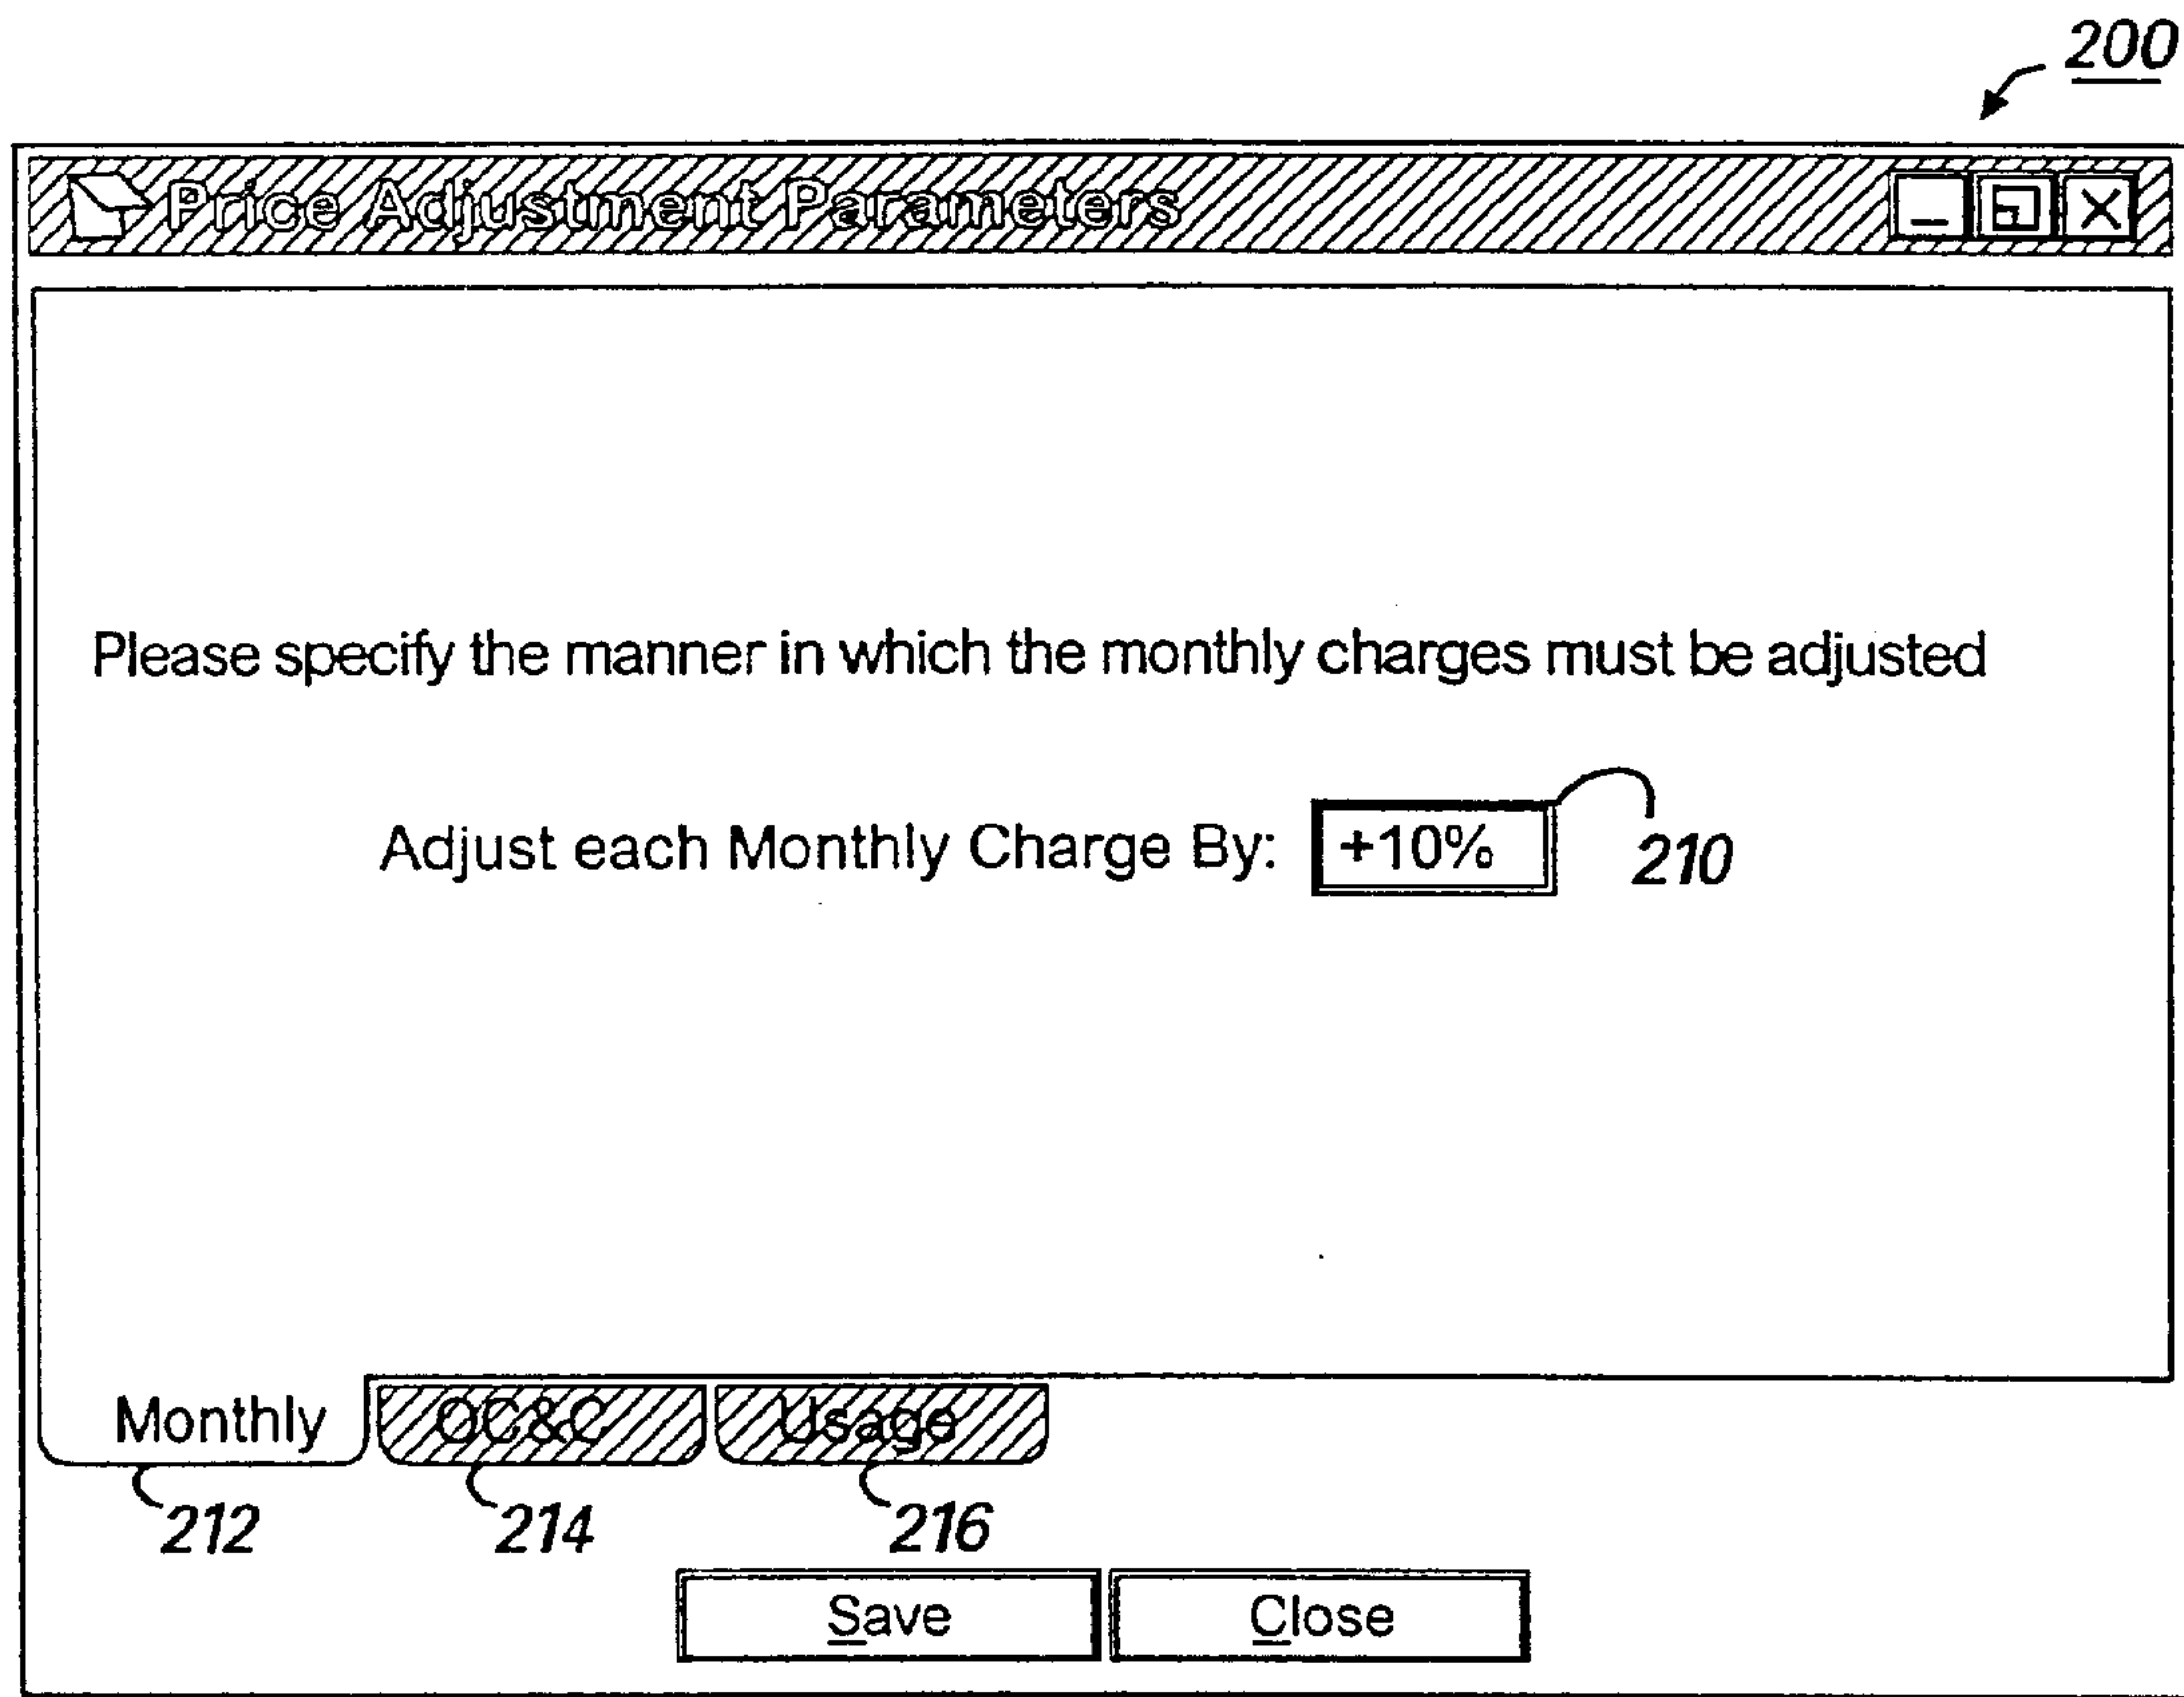 200
Price Adjustment Parameters
Please specify the manner in which the monthly charges must be adjusted
Adjust each Monthly Charge By: +10%
210
Monthly OC&C Usage
212 214 216
Save Close